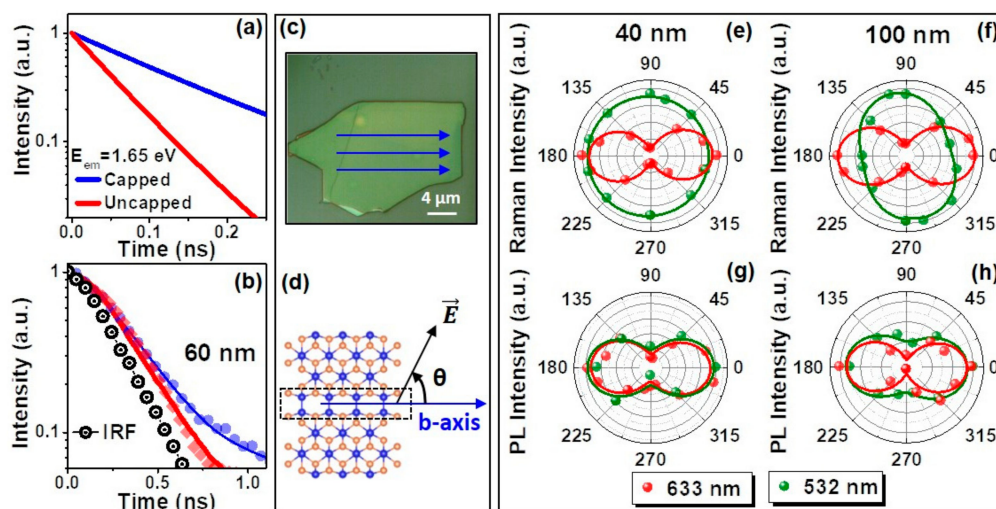 (a)
Intensity (a.u.)
1
0.1
E_em=1.65 eV
Capped
Uncapped
0.0 0.1 0.2
Time (ns)
(b)
Intensity (a.u.)
1
0.1
60 nm
IRF
0.0 0.5 1.0
Time (ns)
(c)
4 μm
(d)
E
θ
b-axis
40 nm (e)
Raman Intensity (a.u.)
90
135 45
180 0
225 315
270
100 nm (f)
Raman Intensity (a.u.)
90
135 45
180 0
225 315
270
(g)
PL Intensity (a.u.)
90
135 45
180 0
225 315
270
(h)
PL Intensity (a.u.)
90
135 45
180 0
225 315
270
633 nm 532 nm